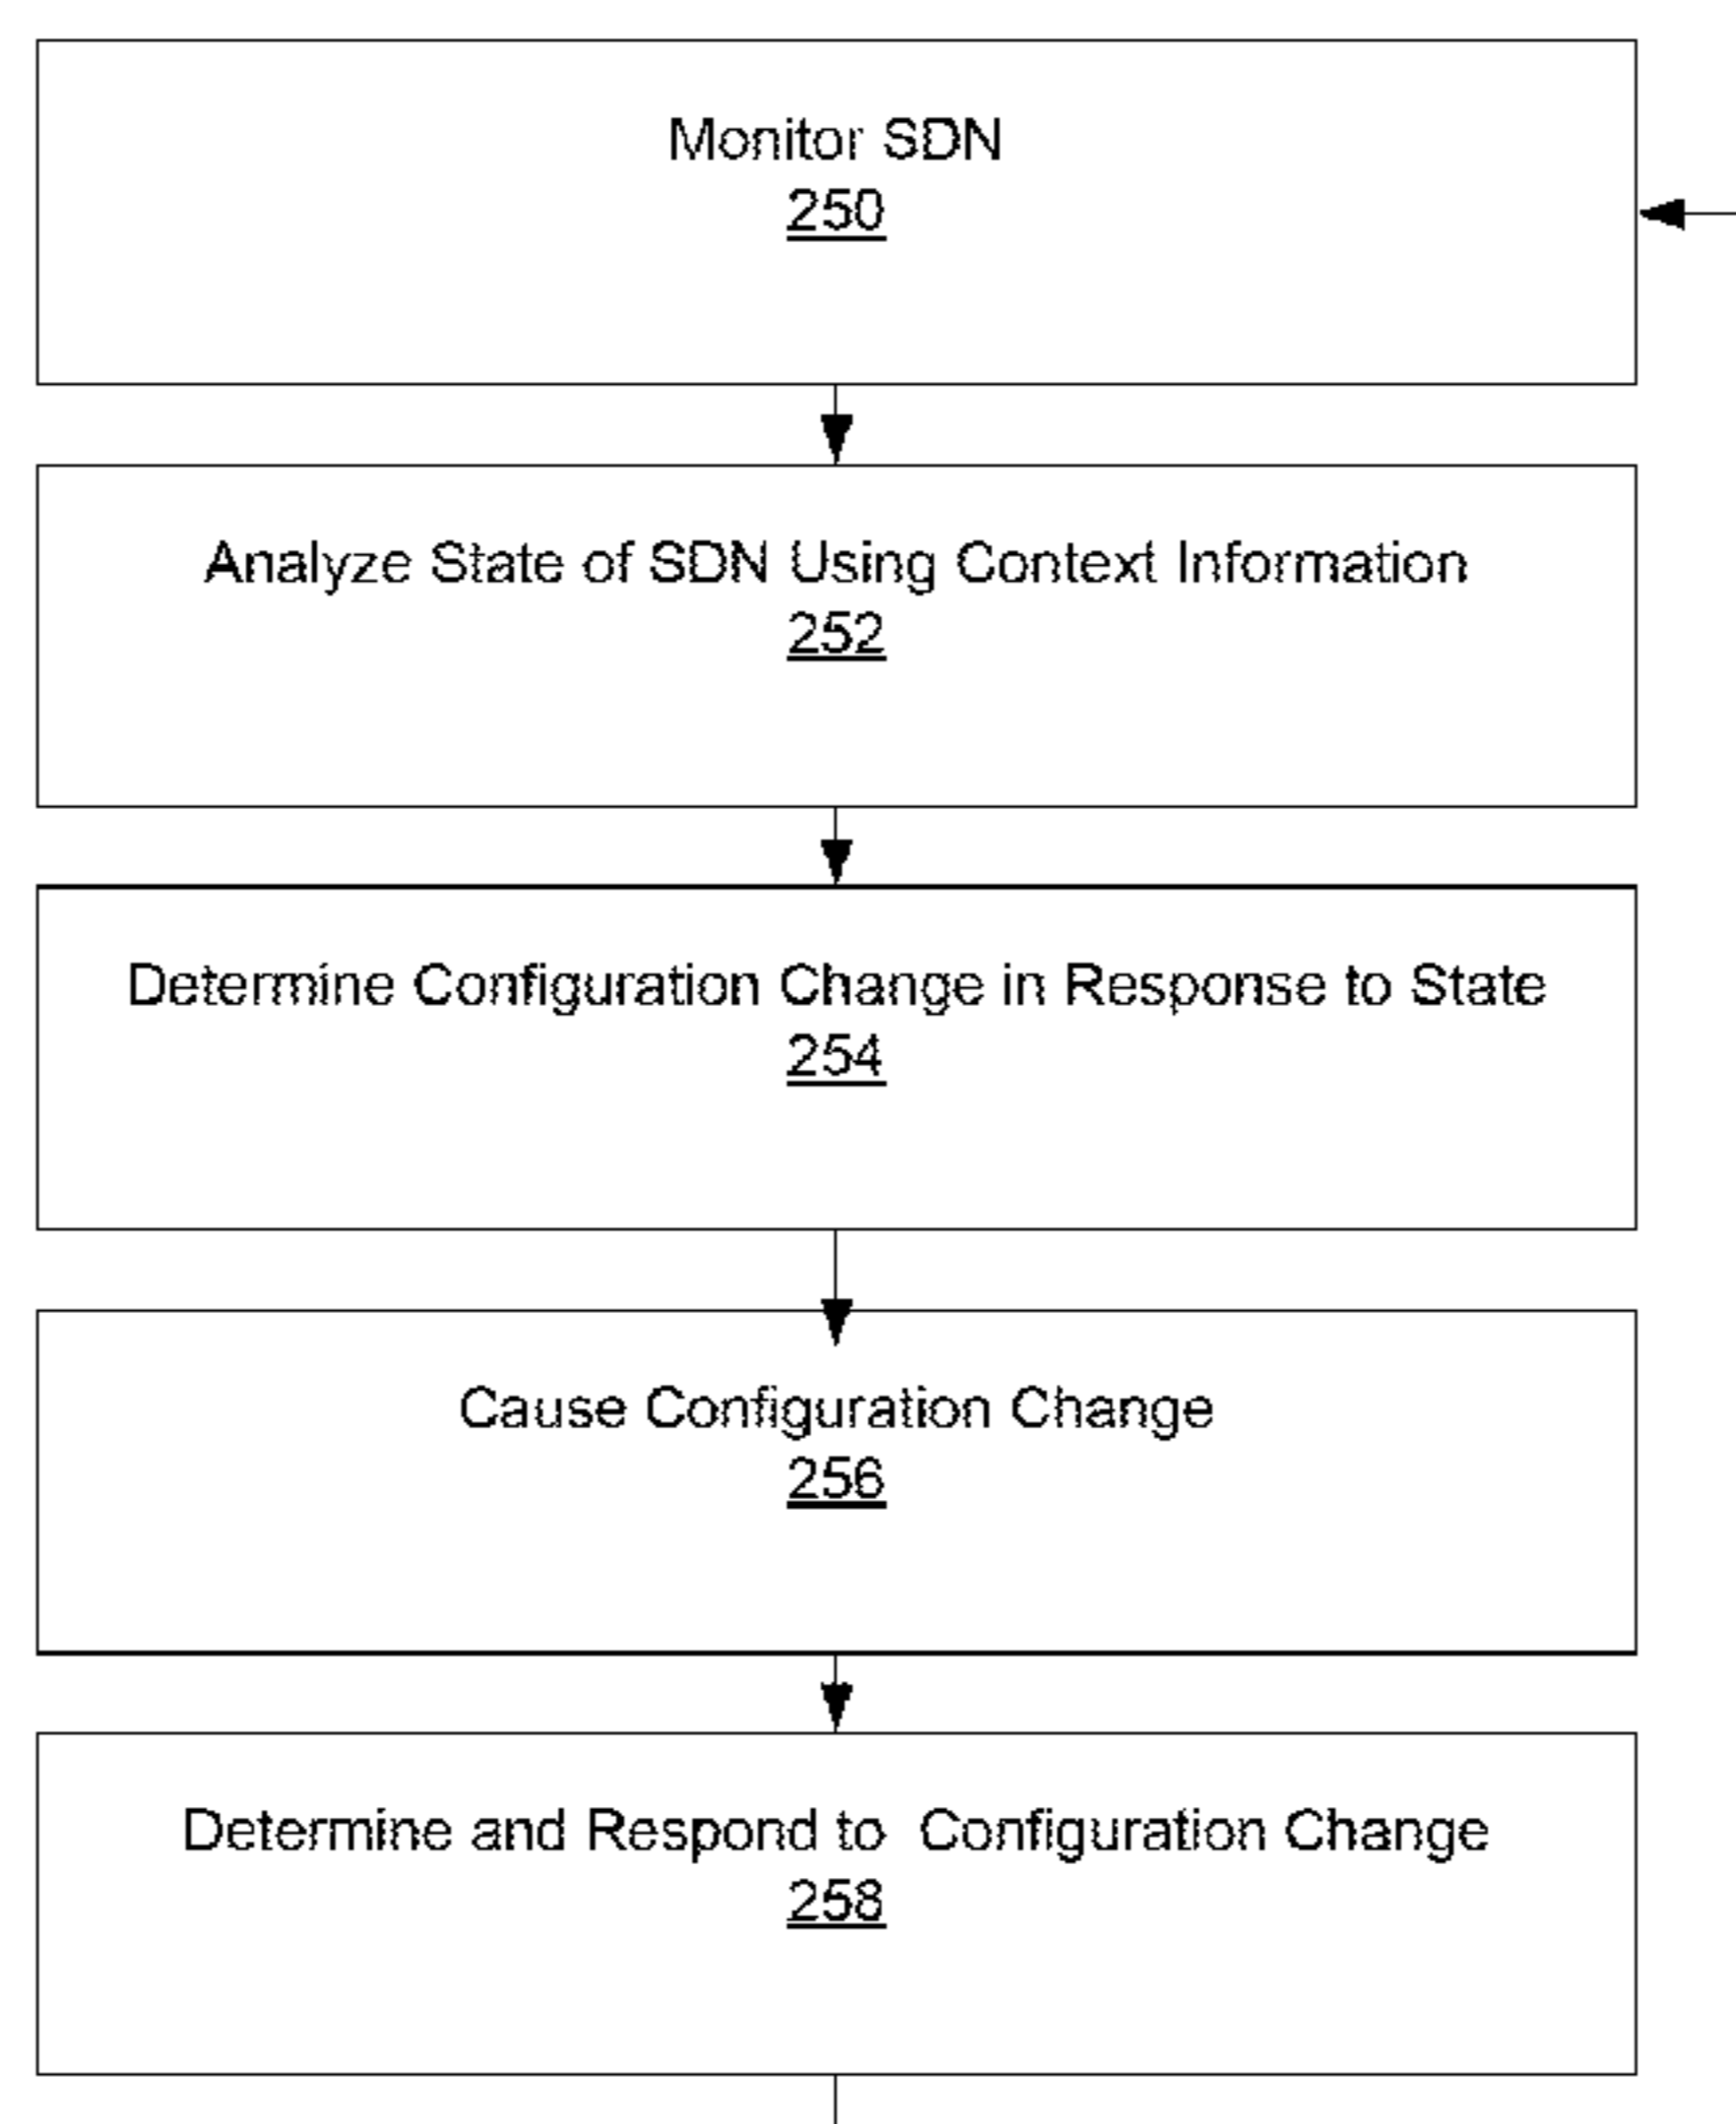 Monitor SDN
250
Analyze State of SDN Using Context Information
252
Determine Configuration Change in Response to State
254
Cause Configuration Change
256
Determine and Respond to Configuration Change
258